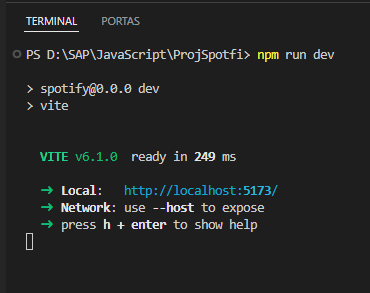 TERMINAL PORTAS
PS D:\SAP\JavaScript\ProjSpotfi> npm run dev
> spotify@0.0.0 dev
> vite
VITE v6.1.0 ready in 249 ms
➜ Local: http://localhost:5173/
➜ Network: use --host to expose
➜ press h + enter to show help